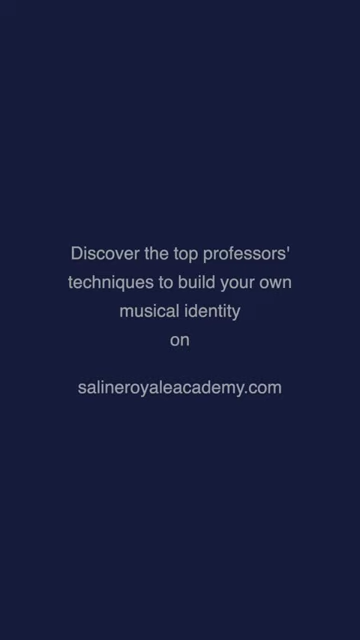 Discover the top professors'
techniques to build your own
musical identity
on
salineroyaleacademy.com